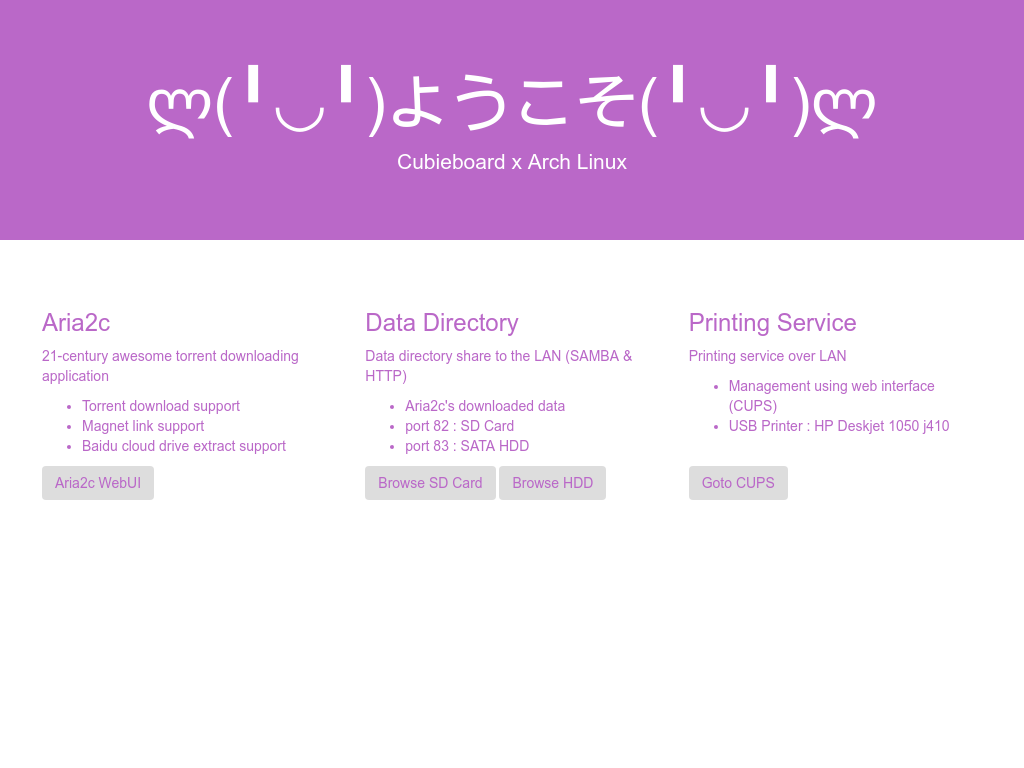 ღ(╹◡╹)ようこそ(╹◡╹)ღ
Cubieboard x Arch Linux
Aria2c
21-century awesome torrent downloading
application
Torrent download support
Magnet link support
Baidu cloud drive extract support
Aria2c WebUI
Data Directory
Data directory share to the LAN (SAMBA &
HTTP)
Aria2c's downloaded data
port 82 : SD Card
port 83 : SATA HDD
Browse SD Card
Browse HDD
Printing Service
Printing service over LAN
Management using web interface
(CUPS)
USB Printer : HP Deskjet 1050 j410
Goto CUPS